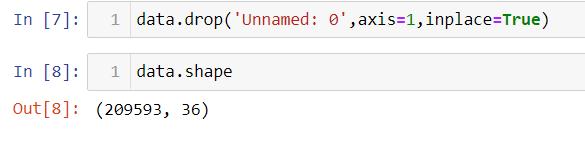 In [7]: 1 data.drop('Unnamed: 0',axis=1,inplace=True)
In [8]: 1 data.shape
Out[8]: (209593, 36)